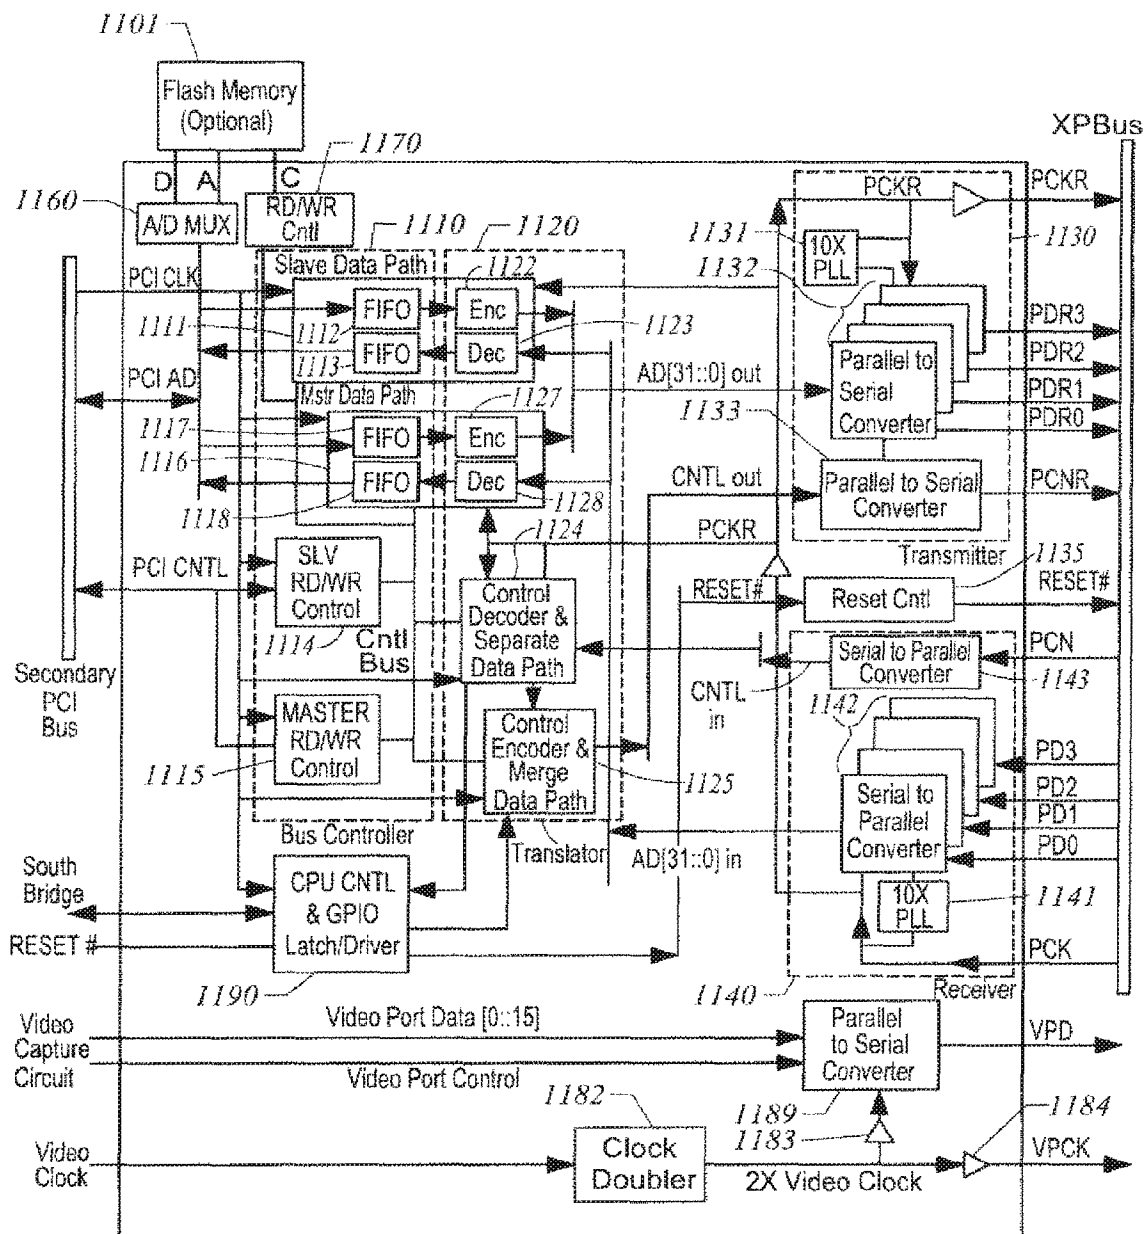 1101
Flash Memory
(Optional)
XPBus
D A C
1170
1160
A/D MUX
RD/WR
Cntl
1110
1120
PCKR
PCKR
1131
10X
PLL
1130
1132
PCI CLK
Slave Data Path
1122
1111
1112
FIFO
Enc
1123
1113
FIFO
Dec
PDR3
PDR2
PDR1
PDR0
Parallel to
Serial
Converter
AD[31::0] out
PCI AD
Mstr Data Path
1127
1133
1117
FIFO
Enc
1116
FIFO
Dec
1118
1128
CNTL out
Parallel to Serial
Converter
PCNR
1124
PCKR
Transmitter
1135
PCI CNTL
SLV
RD/WR
Control
1114
Control
Decoder &
Separate
Data Path
RESET#
Reset Cntl
RESET#
Cntl
Bus
Serial to Parallel
Converter
PCN
1143
CNTL
in
1142
Secondary
PCI
Bus
MASTER
RD/WR
Control
1115
Control
Encoder &
Merge
Data Path
1125
PD3
PD2
PD1
PD0
Serial to
Parallel
Converter
Bus Controller
Translator
AD[31::0] in
10X
PLL
1141
South
Bridge
CPU CNTL
& GPIO
Latch/Driver
RESET #
PCK
1190
1140
Receiver
Video
Capture
Circuit
Video Port Data [0::15]
Video Port Control
Parallel
to Serial
Converter
VPD
1182
1189
1183
1184
Video
Clock
Clock
Doubler
2X Video Clock
VPCK